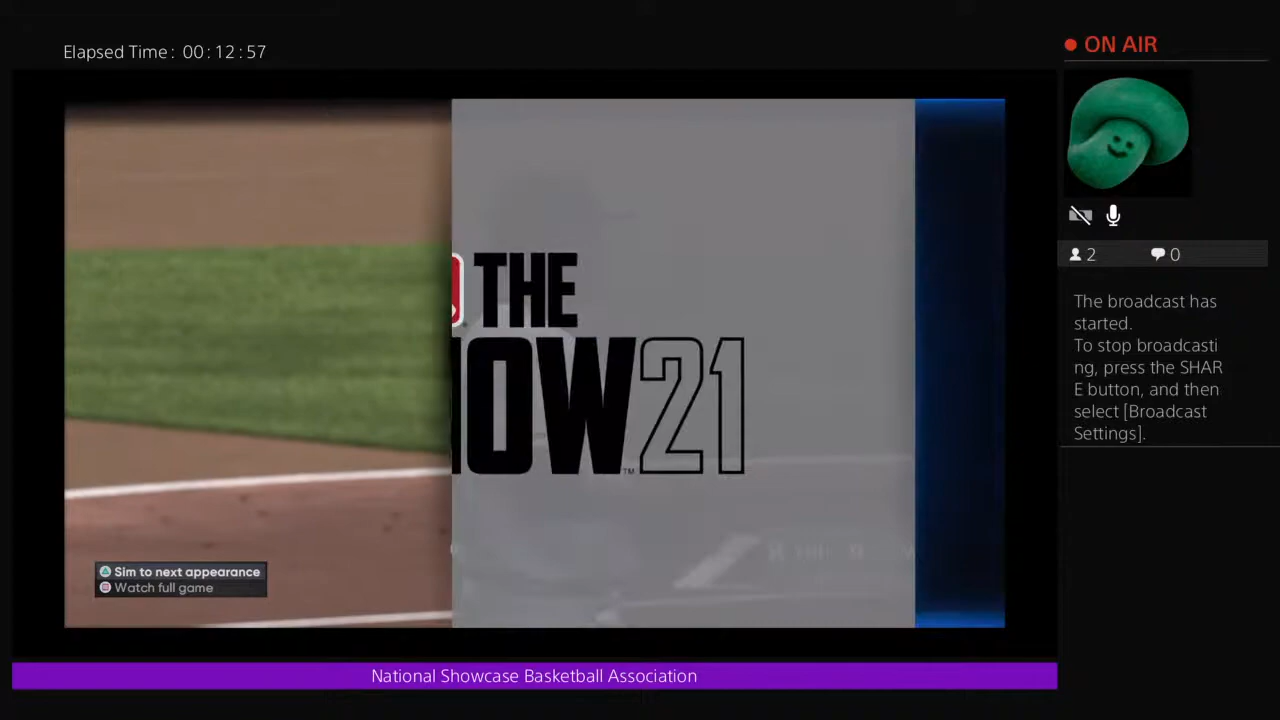 Elapsed Time: 00:12:57
ON AIR
THE
OW21
TM
Sim to next appearance
Watch full game
2
0
The broadcast has
started.
To stop broadcasti
ng, press the SHAR
E button, and then
select [Broadcast
Settings].
National Showcase Basketball Association